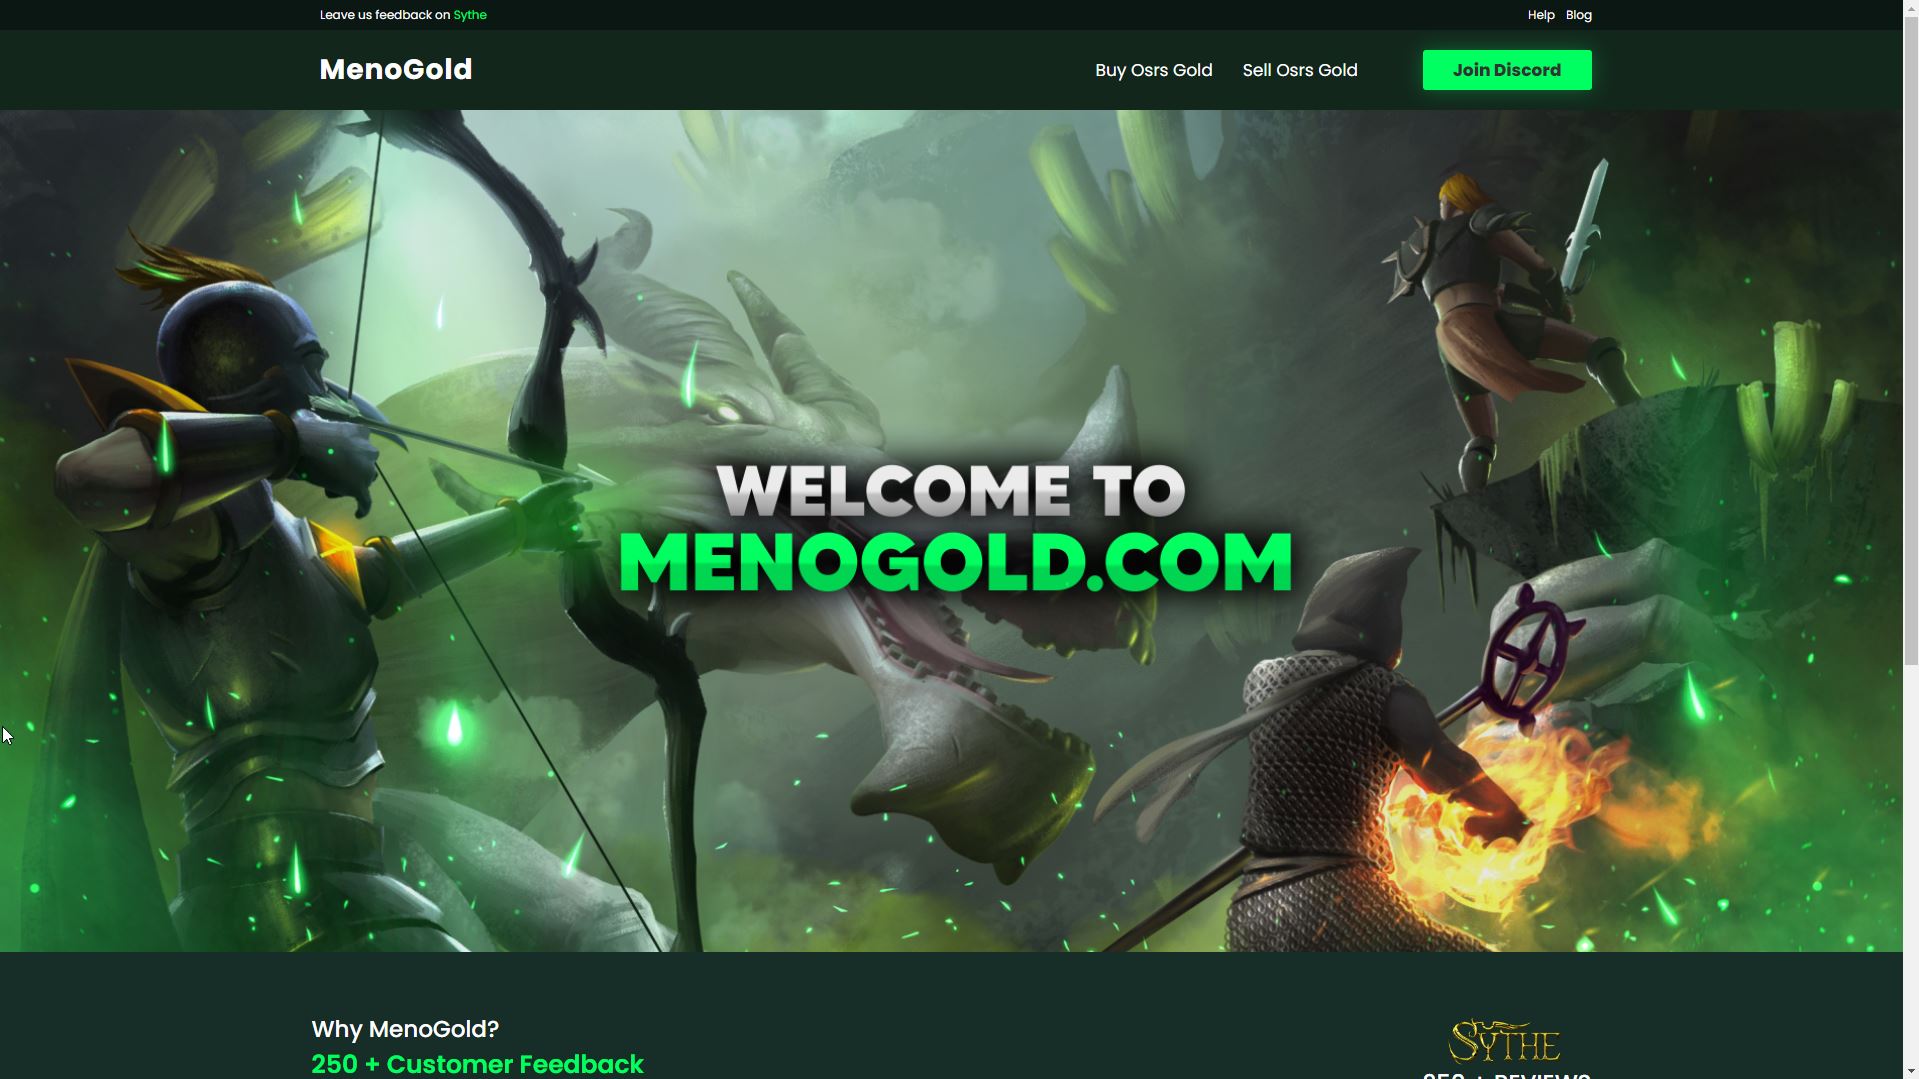 Leave us feedback on Sythe
Help Blog
MenoGold
Buy Osrs Gold Sell Osrs Gold Join Discord
WELCOME TO
MENOGOLD.COM
Why MenoGold?
250 + Customer Feedback
SYTHE
250 + REVIEWS